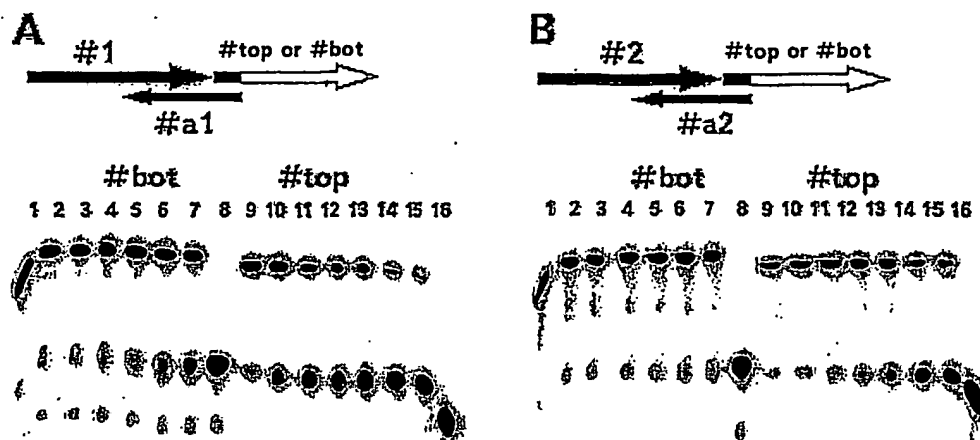 A
#1 #top or #bot
#a1
#bot #top
1 2 3 4 5 6 7 8 9 10 11 12 13 14 15 16
B
#2 #top or #bot
#a2
#bot #top
1 2 3 4 5 6 7 8 9 10 11 12 13 14 15 16